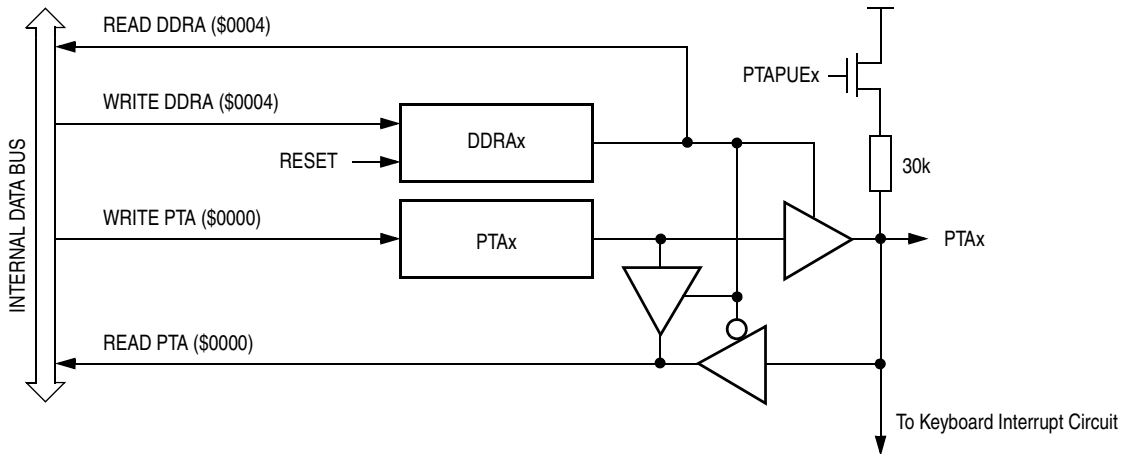 READ DDRA ($0004)
PTAPUEx
WRITE DDRA ($0004)
DDRAx
RESET
30k
INTERNAL DATA BUS
WRITE PTA ($0000)
PTAx
PTAx
READ PTA ($0000)
To Keyboard Interrupt Circuit